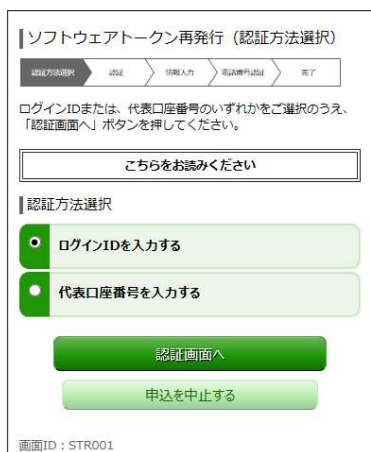 ソフトウェアトークン再発行（認証方法選択）
認証方法選択 認証 情報入力 電話番号認証 完了
ログインIDまたは、代表口座番号のいずれかをご選択のうえ、
「認証画面へ」ボタンを押してください。
こちらをお読みください
認証方法選択
ログインIDを入力する
代表口座番号を入力する
認証画面へ
申込を中止する
画面ID：STR001